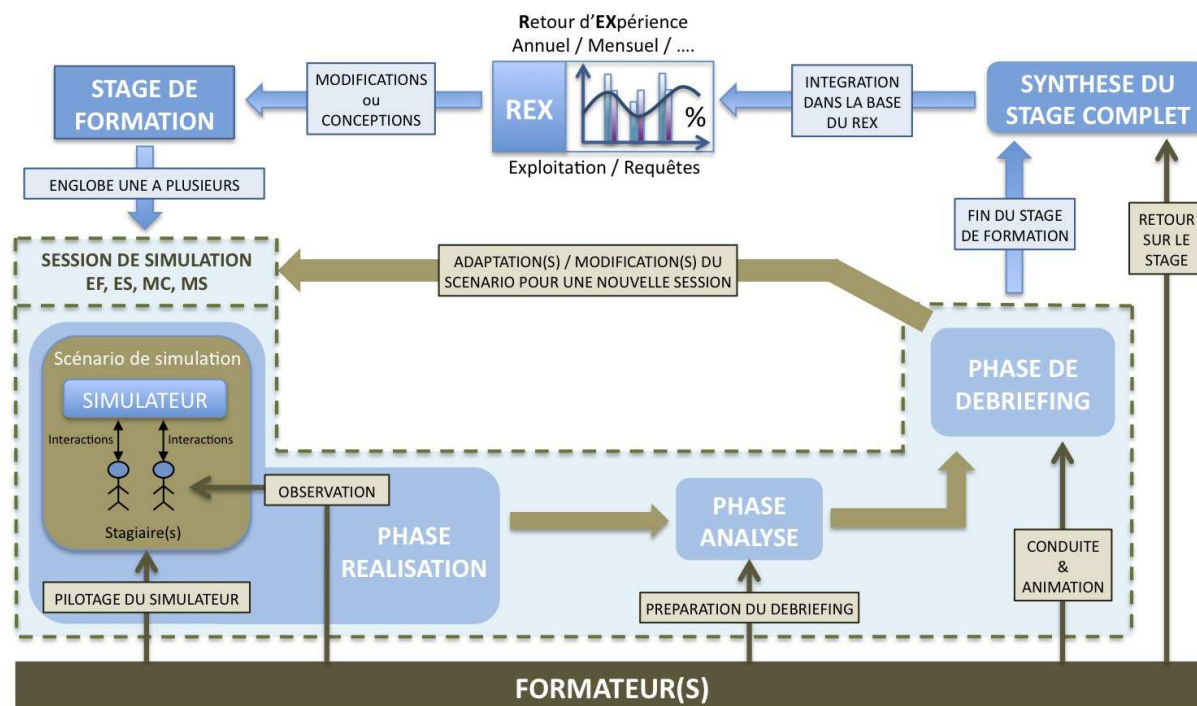 Retour d'EXpérience
Annuel / Mensuel / ....
STAGE DE
FORMATION
MODIFICATIONS
ou
CONCEPTIONS
REX
%
INTEGRATION
DANS LA BASE
DU REX
SYNTHESE DU
STAGE COMPLET
Exploitation / Requêtes
ENGLOBE UNE A PLUSIEURS
FIN DU STAGE
DE FORMATION
RETOUR
SUR LE
STAGE
SESSION DE SIMULATION
EF, ES, MC, MS
ADAPTATION(S) / MODIFICATION(S) DU
SCENARIO POUR UNE NOUVELLE SESSION
Scénario de simulation
SIMULATEUR
Interactions
Interactions
Stagiaire(s)
OBSERVATION
PHASE
REALISATION
PHASE
ANALYSE
PHASE DE
DEBRIEFING
PILOTAGE DU SIMULATEUR
PREPARATION DU DEBRIEFING
CONDUITE
&
ANIMATION
FORMATEUR(S)